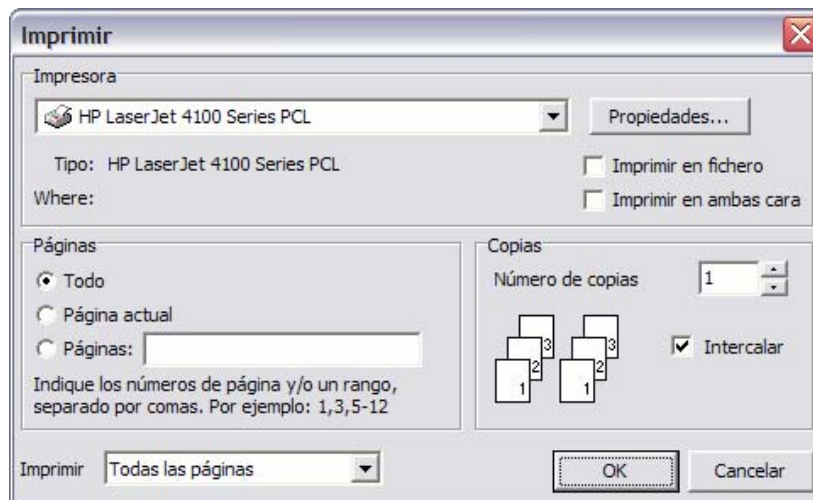 Imprimir
Impresora
HP LaserJet 4100 Series PCL
Propiedades...
Tipo: HP LaserJet 4100 Series PCL
Imprimir en fichero
Where:
Imprimir en ambas cara
Páginas
Todo
Página actual
Páginas:
Indique los números de página y/o un rango,
separado por comas. Por ejemplo: 1,3,5-12
Copias
Número de copias 1
3 3
2 2
1 1
Intercalar
Imprimir Todas las páginas
OK
Cancelar